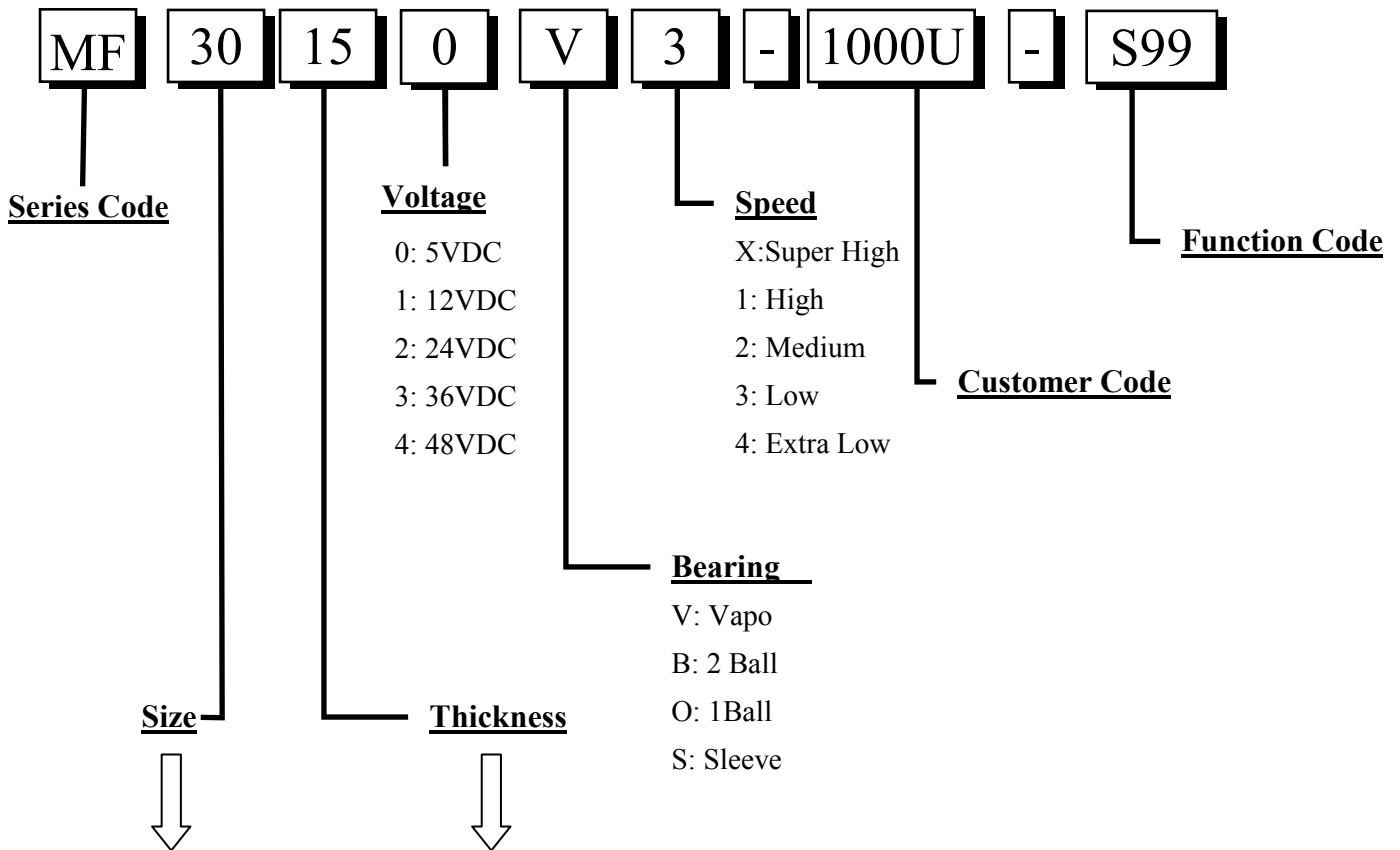 MF 30 15 0 V 3 - 1000U - S99
Series Code
Voltage
0: 5VDC
1: 12VDC
2: 24VDC
3: 36VDC
4: 48VDC
Speed
X:Super High
1: High
2: Medium
3: Low
4: Extra Low
Function Code
Customer Code
Bearing
V: Vapo
B: 2 Ball
O: 1Ball
S: Sleeve
Size
Thickness